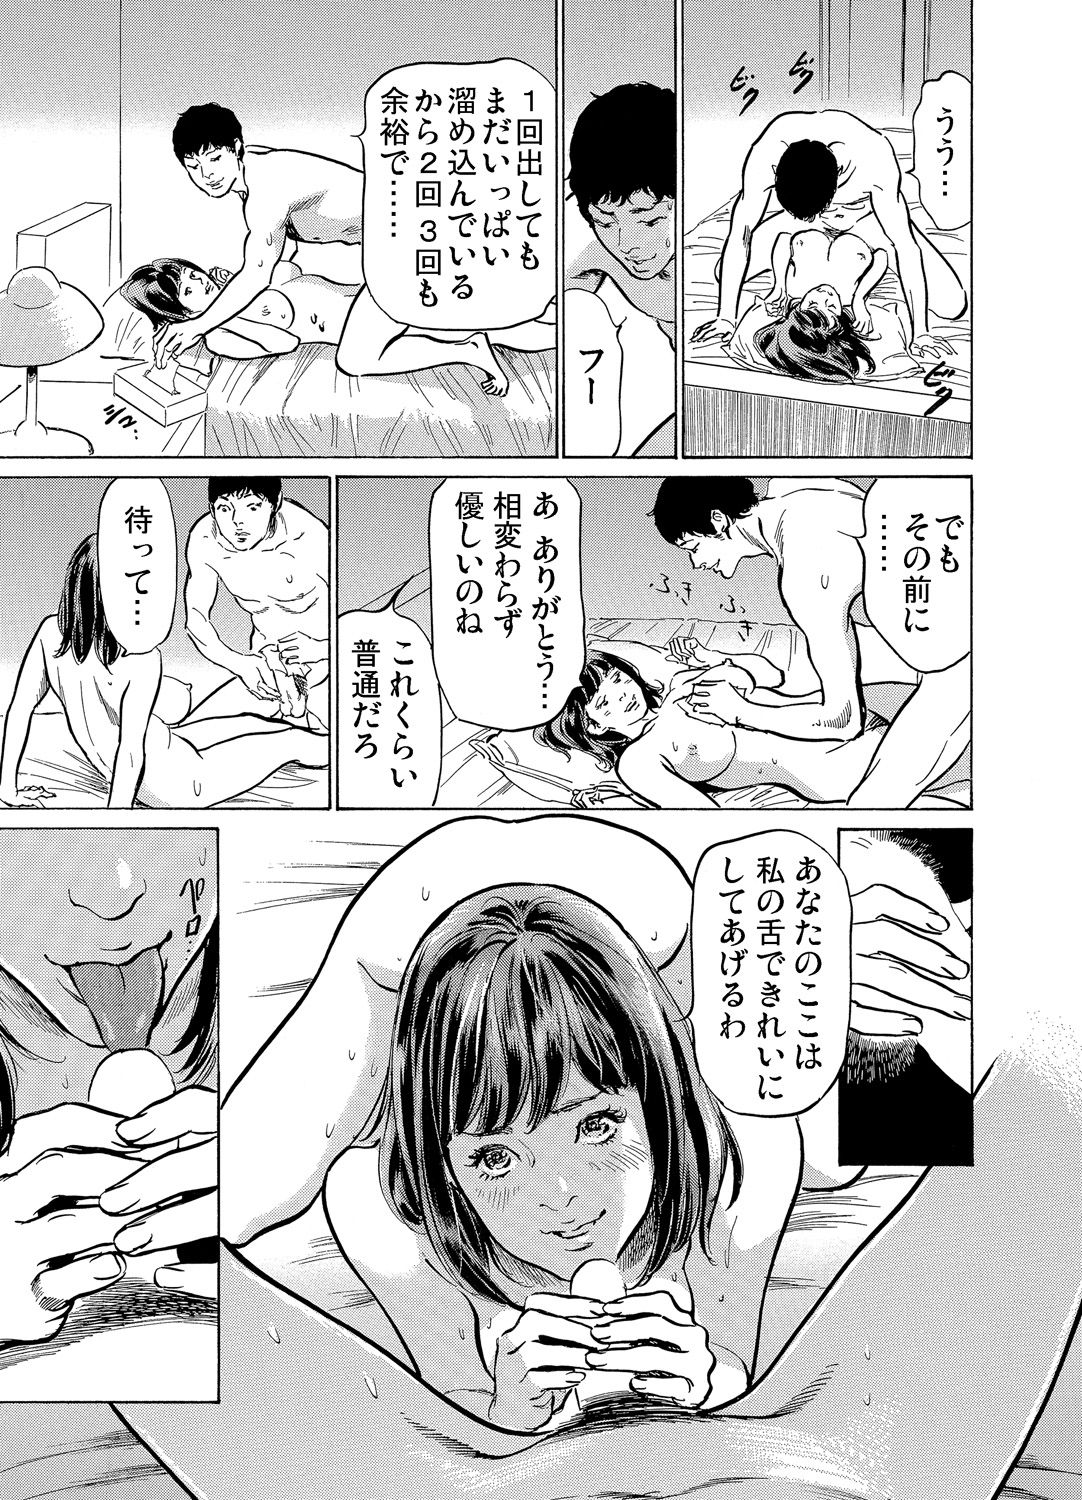 うう…
ビク
ビク
ビク
フー
１回出しても
まだいっぱい
溜め込んでいる
から２回 ３回も
余裕で……
シュ…
でも
その前に
……
ふき
ふき
あ ありがとう…
相変わらず
優しいのね
これくらい
普通だろ
待って…
あなたのここは
私の舌できれいに
してあげるわ
ペロ…